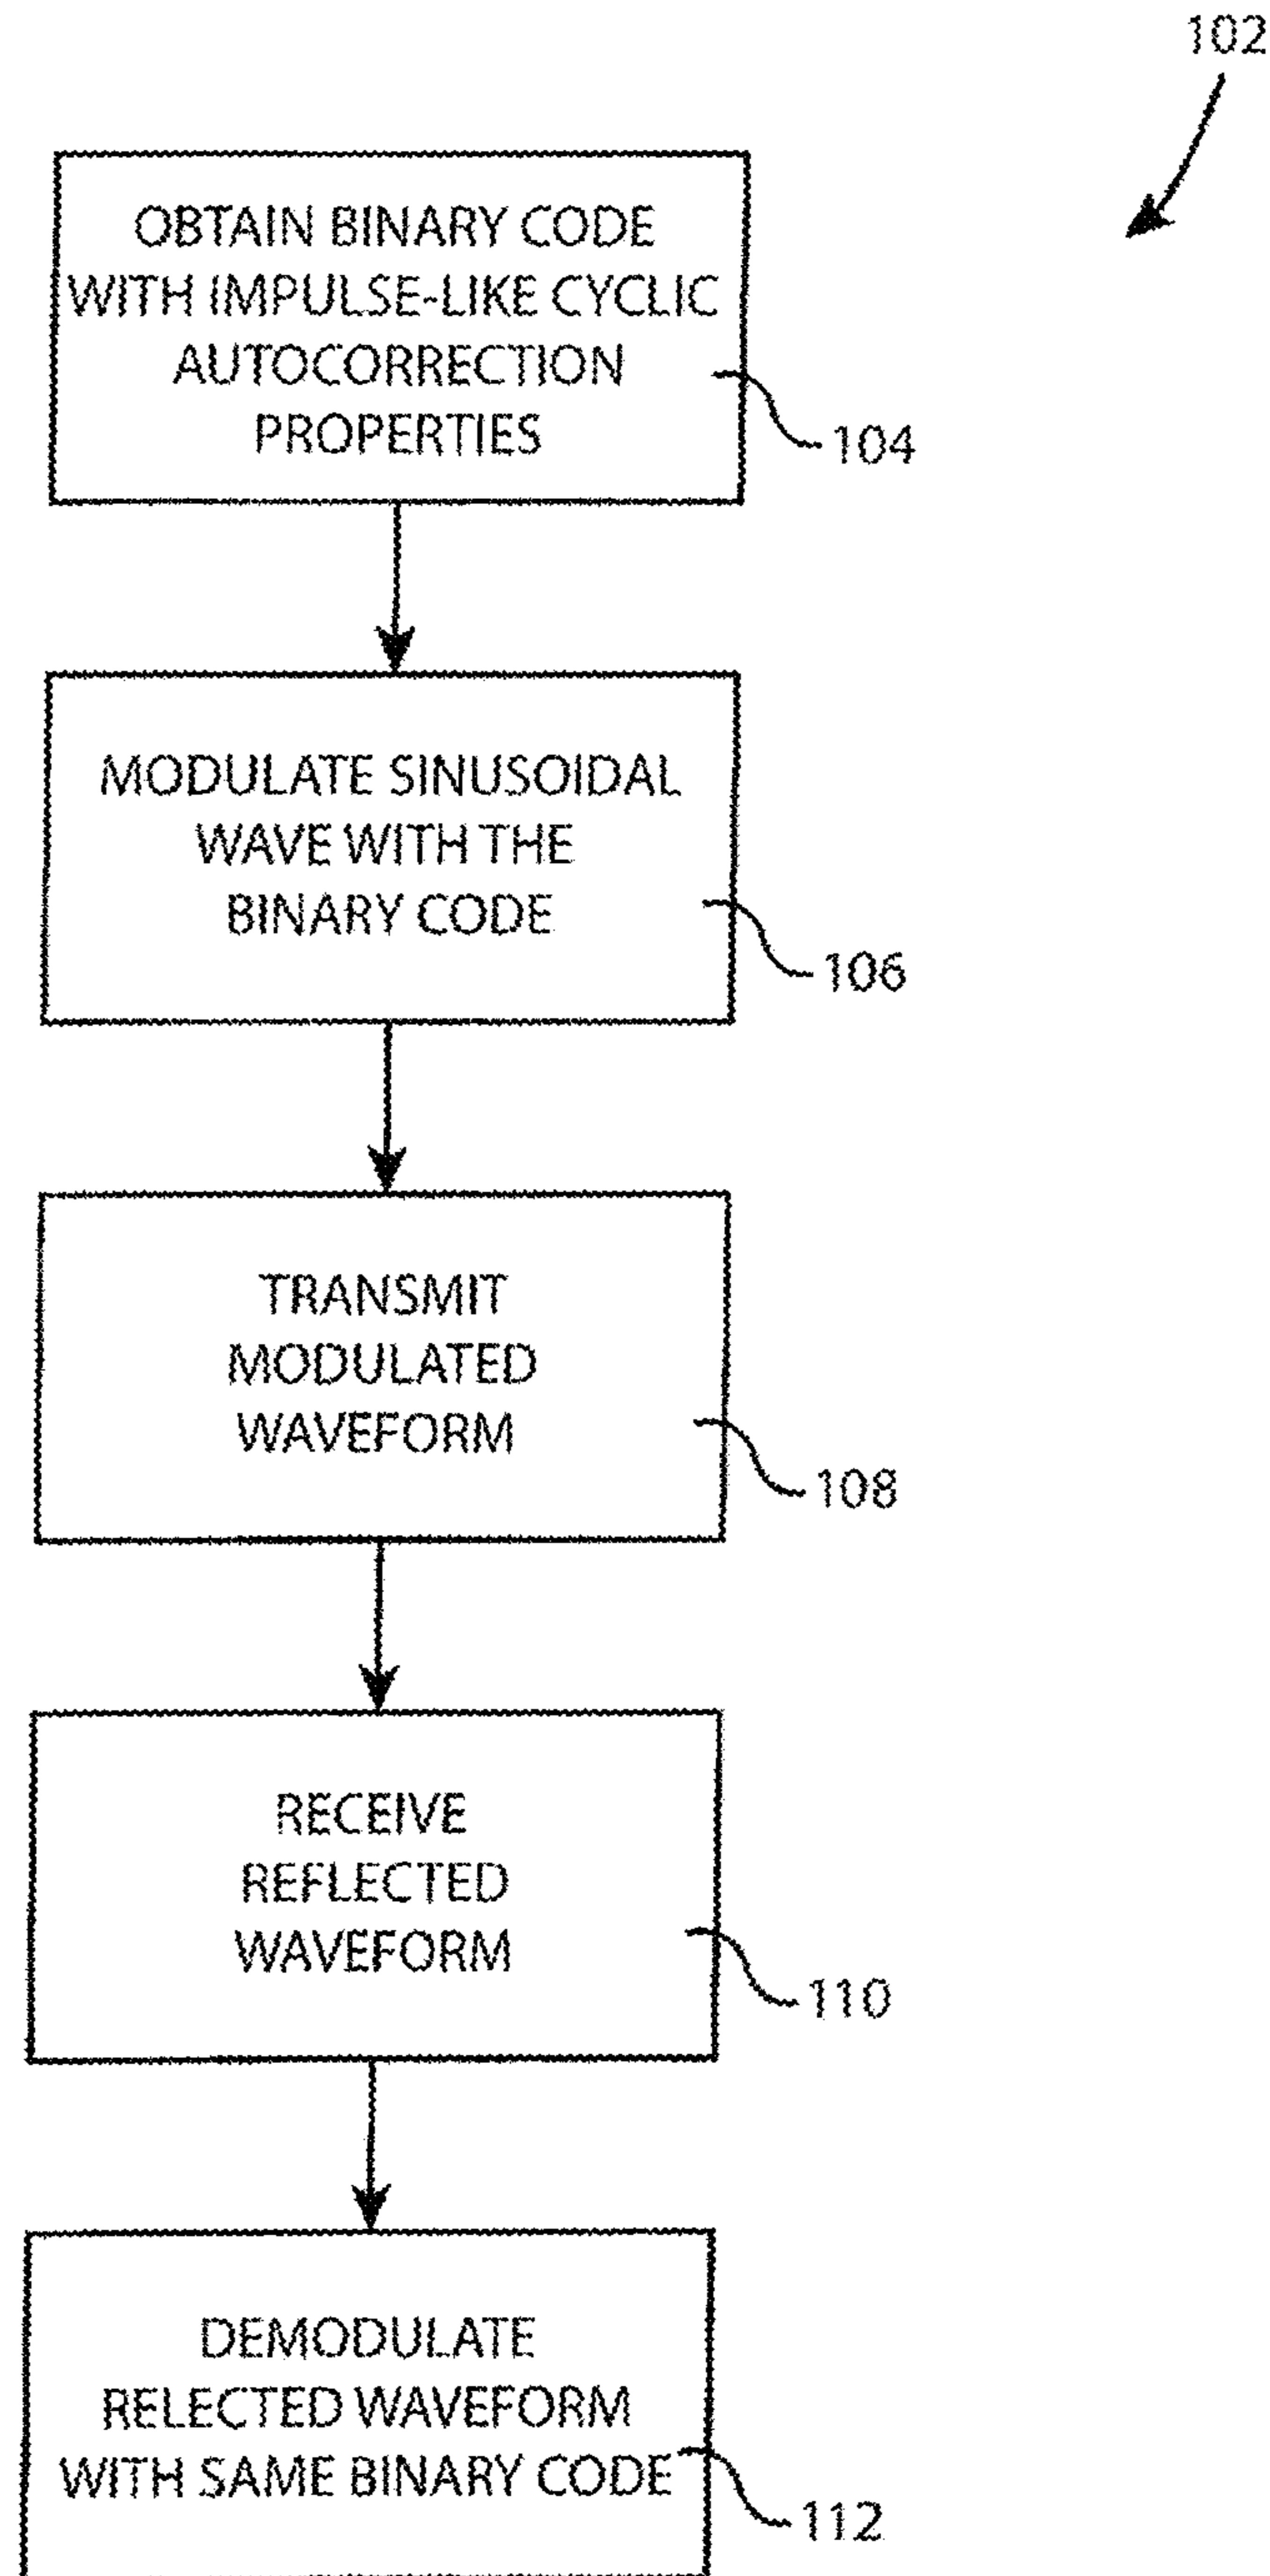 102
OBTAIN BINARY CODE
WITH IMPULSE-LIKE CYCLIC
AUTOCORRECTION
PROPERTIES
104
MODULATE SINUSOIDAL
WAVE WITH THE
BINARY CODE
106
TRANSMIT
MODULATED
WAVEFORM
108
RECEIVE
REFLECTED
WAVEFORM
110
DEMODULATE
RELECTED WAVEFORM
WITH SAME BINARY CODE
112